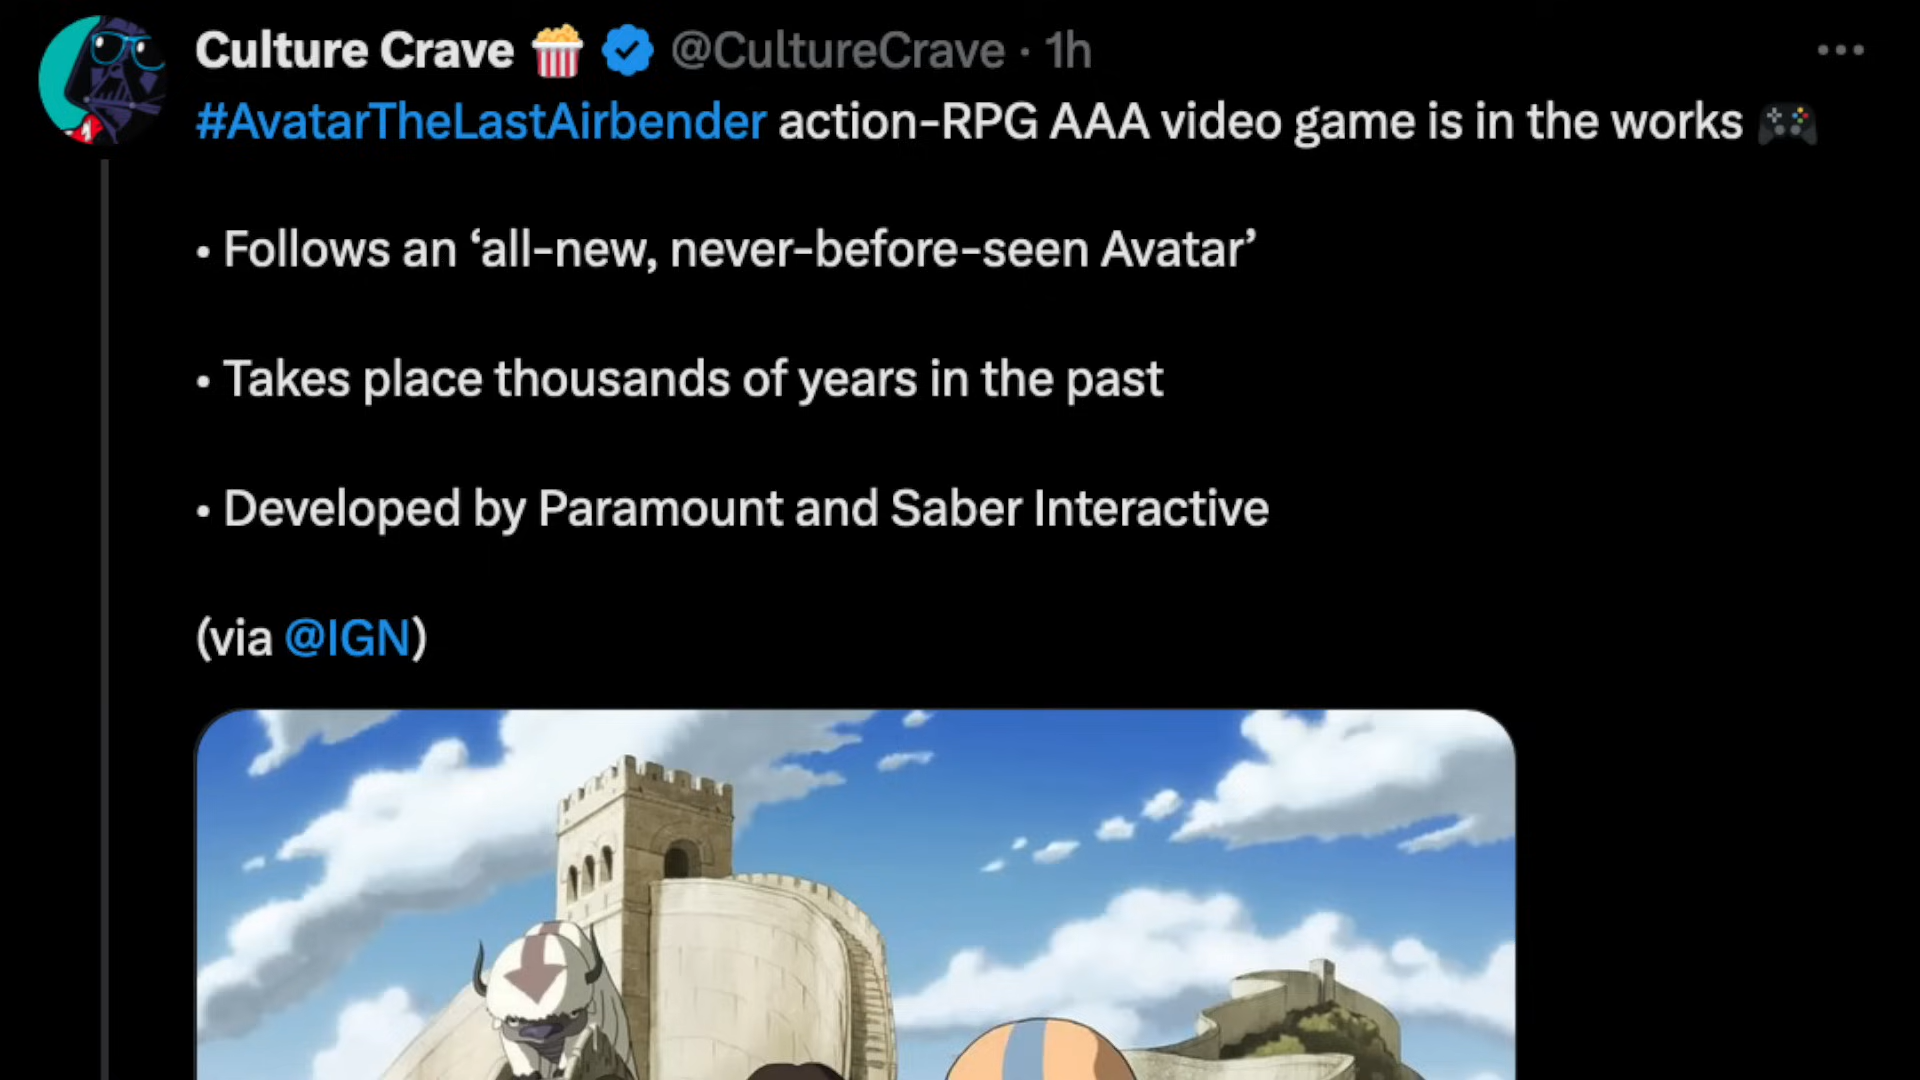 Culture Crave 🍿 @CultureCrave · 1h
#AvatarTheLastAirbender action-RPG AAA video game is in the works 🎮
• Follows an ‘all-new, never-before-seen Avatar’
• Takes place thousands of years in the past
• Developed by Paramount and Saber Interactive
(via @IGN)